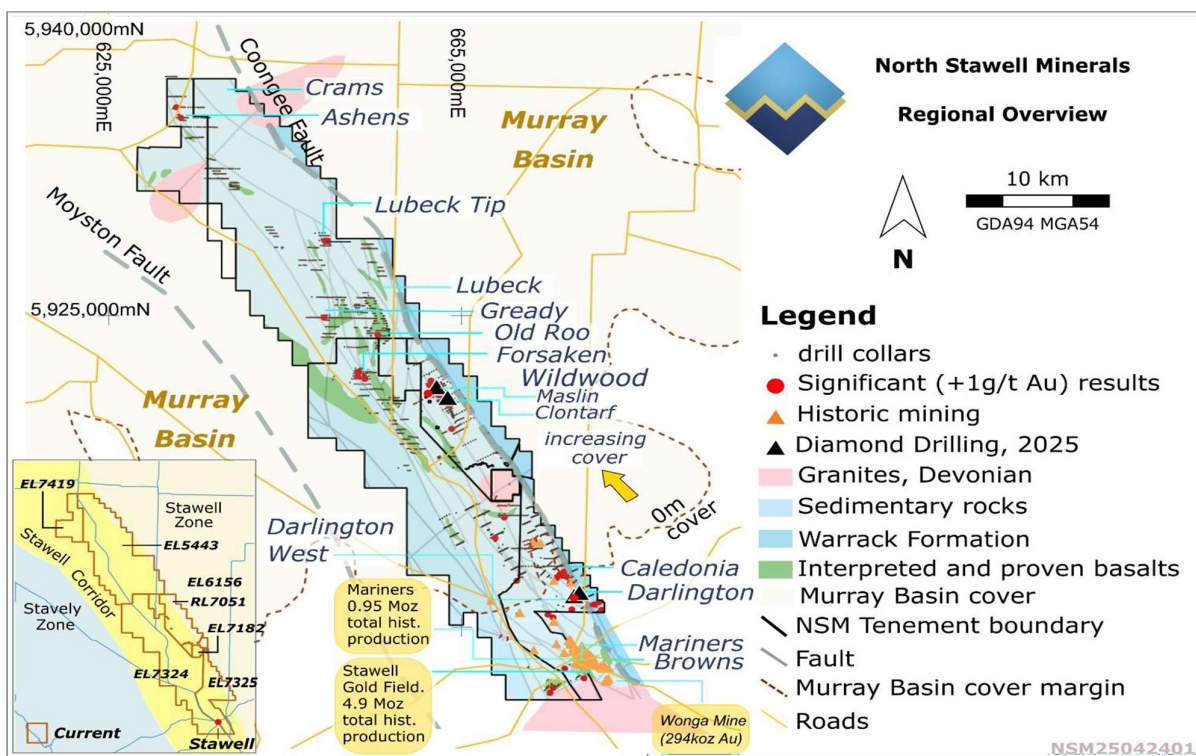 5,940,000mN
625,000mE
Coongee Fault
665,000mE
Crams
Ashens
Murray
Basin
Moyston Fault
Lubeck Tip
Lubeck
5,925,000mN
Gready
Old Roo
Forsaken
Wildwood
Maslin
Clontarf
Murray
Basin
increasing
cover
0m
cover
Darlington
West
Caledonia
Darlington
Mariners
0.95 Moz
total hist.
production
Mariners
Browns
Stawell
Gold Field.
4.9 Moz
total hist.
production
Wonga Mine
(294koz Au)
EL7419
Stawell
Zone
EL5443
Stawell Corridor
EL6156
RL7051
Stavely
Zone
EL7182
EL7324
EL7325
Current
Stawell
North Stawell Minerals
Regional Overview
10 km
GDA94 MGA54
N
Legend
drill collars
Significant (+1g/t Au) results
Historic mining
Diamond Drilling, 2025
Granites, Devonian
Sedimentary rocks
Warrack Formation
Interpreted and proven basalts
Murray Basin cover
NSM Tenement boundary
Fault
Murray Basin cover margin
Roads
NSM25042401